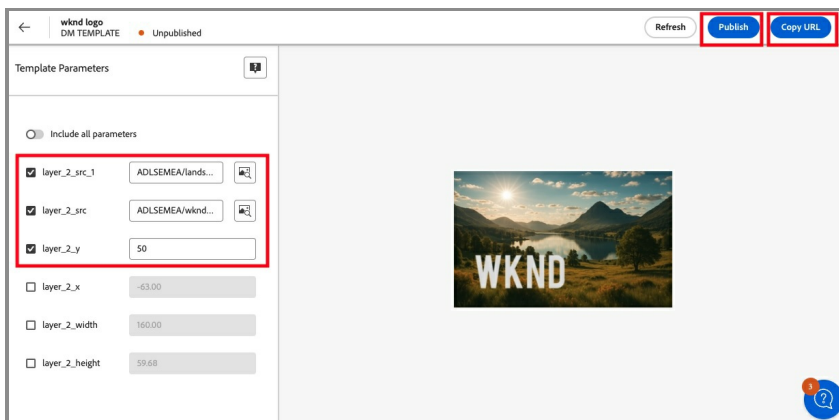 wknd logo
DM TEMPLATE Unpublished
Refresh
Publish
Copy URL
Template Parameters
Include all parameters
layer_2_src_1 ADLSEMEA/lands...
layer_2_src ADLSEMEA/wknd...
layer_2_y 50
layer_2_x -63.00
layer_2_width 160.00
layer_2_height 59.68
WKND
3